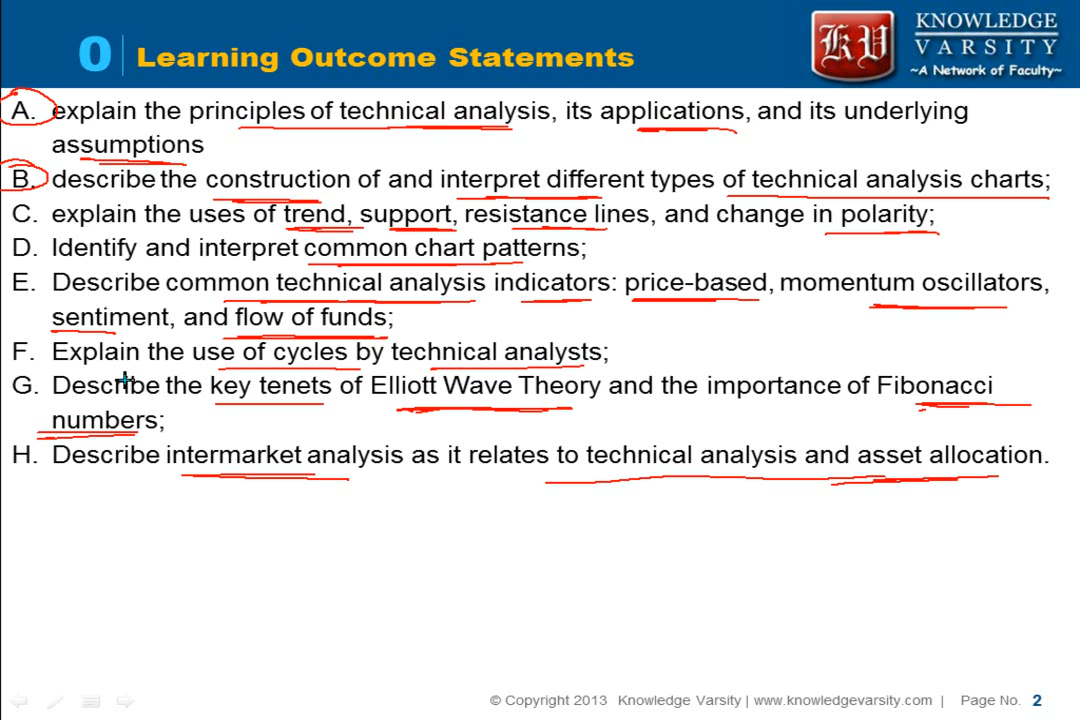 0 Learning Outcome Statements
KV KNOWLEDGE
VARSITY
~A Network of Faculty~
A. explain the principles of technical analysis, its applications, and its underlying
assumptions
B. describe the construction of and interpret different types of technical analysis charts;
C. explain the uses of trend, support, resistance lines, and change in polarity;
D. Identify and interpret common chart patterns;
E. Describe common technical analysis indicators: price-based, momentum oscillators,
sentiment, and flow of funds;
F. Explain the use of cycles by technical analysts;
G. Describe the key tenets of Elliott Wave Theory and the importance of Fibonacci
numbers;
H. Describe intermarket analysis as it relates to technical analysis and asset allocation.
© Copyright 2013 Knowledge Varsity | www.knowledgevarsity.com | Page No. 2